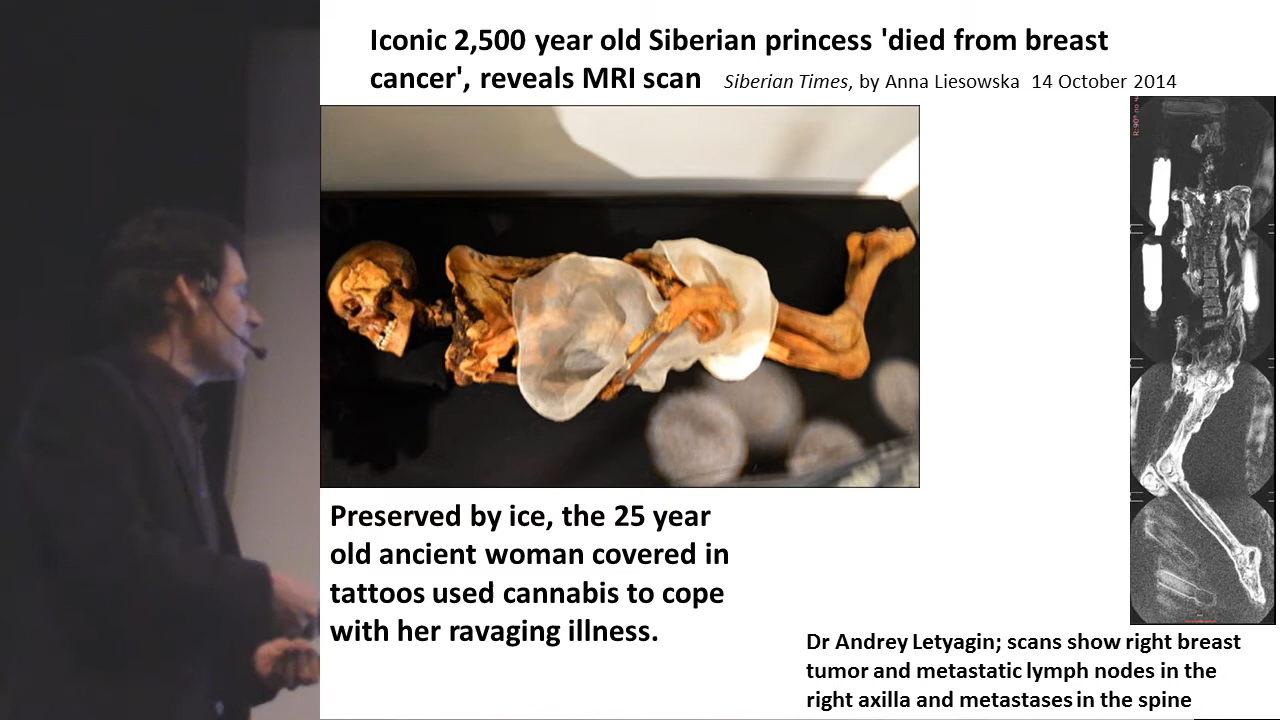 Iconic 2,500 year old Siberian princess 'died from breast
cancer', reveals MRI scan Siberian Times, by Anna Liesowska 14 October 2014
Preserved by ice, the 25 year
old ancient woman covered in
tattoos used cannabis to cope
with her ravaging illness.
Dr Andrey Letyagin; scans show right breast
tumor and metastatic lymph nodes in the
right axilla and metastases in the spine